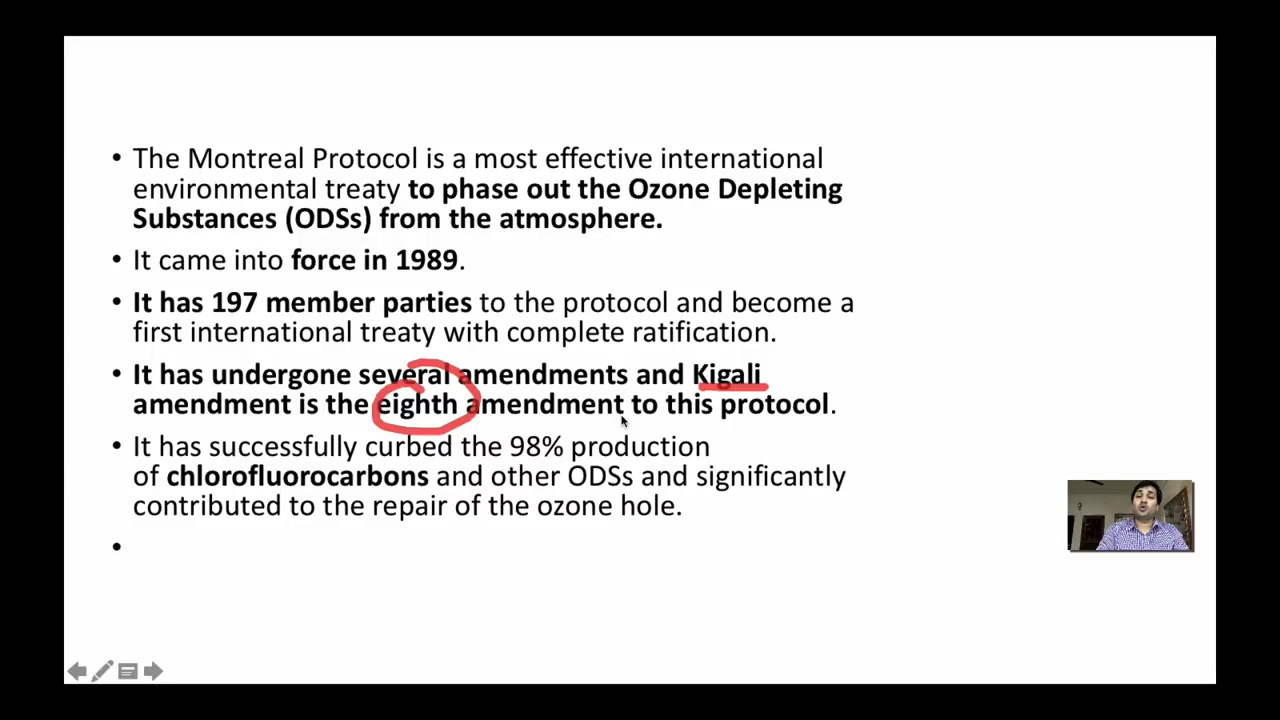 • The Montreal Protocol is a most effective international
environmental treaty to phase out the Ozone Depleting
Substances (ODSs) from the atmosphere.
• It came into force in 1989.
• It has 197 member parties to the protocol and become a
first international treaty with complete ratification.
• It has undergone several amendments and Kigali
amendment is the eighth amendment to this protocol.
• It has successfully curbed the 98% production
of chlorofluorocarbons and other ODSs and significantly
contributed to the repair of the ozone hole.
•